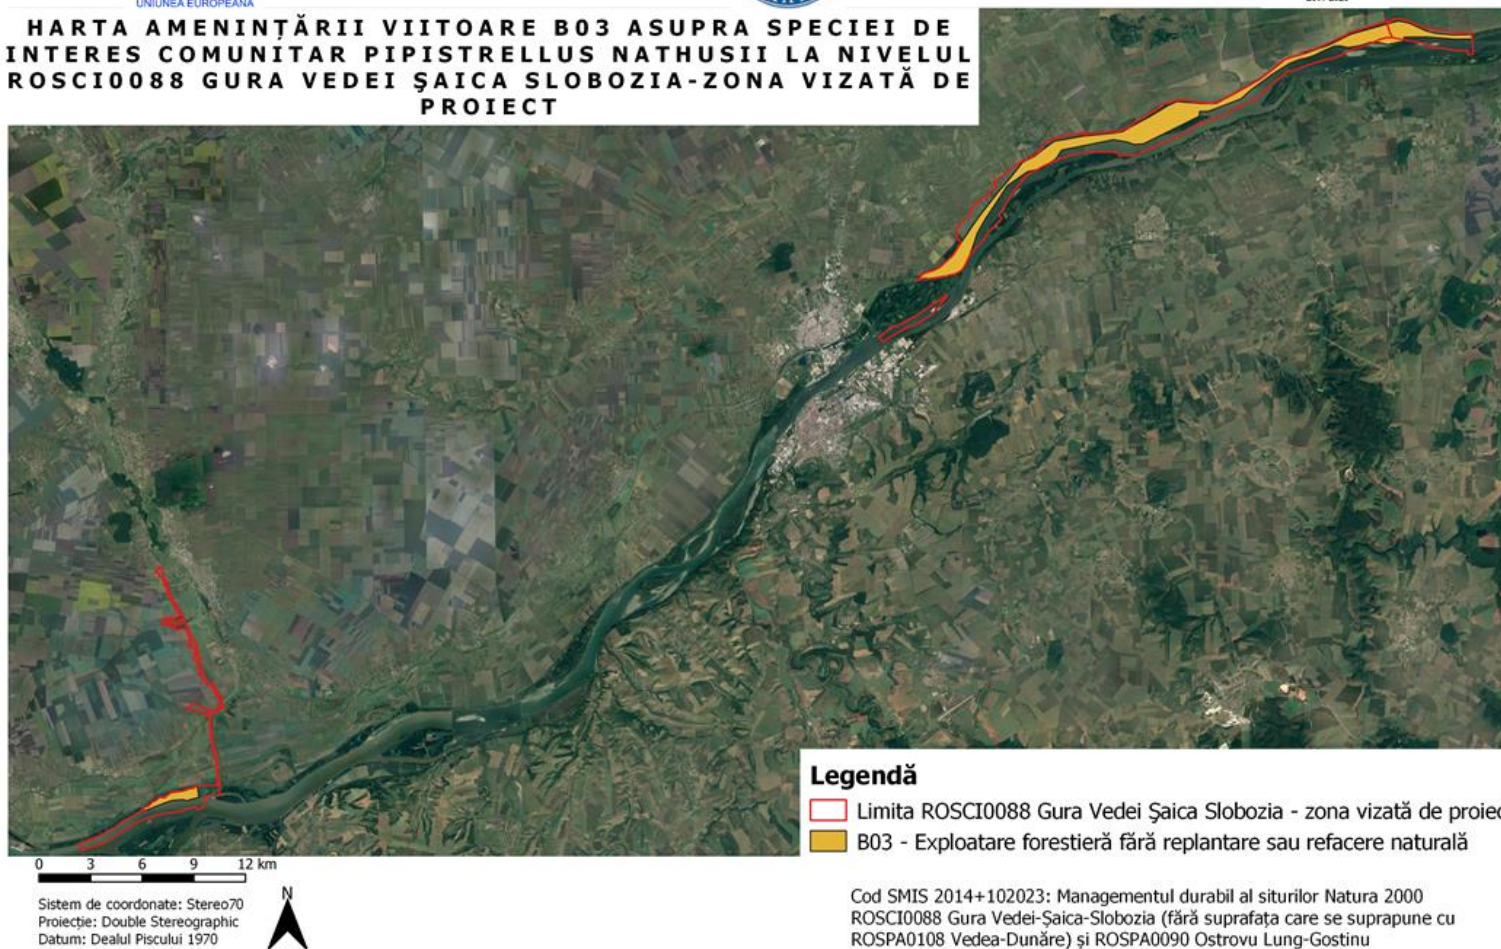 UNIUNEA EUROPEANĂ
HARTA AMENINȚĂRII VIITOARE B03 ASUPRA SPECIEI DE
INTERES COMUNITAR PIPISTRELLUS NATHUSII LA NIVELUL
ROSCI0088 GURA VEDEI ŞAICA SLOBOZIA-ZONA VIZATĂ DE
PROIECT
Legendă
Limita ROSCI0088 Gura Vedei Şaica Slobozia - zona vizată de proiec
B03 - Exploatare forestieră fără replantare sau refacere naturală
0 3 6 9 12 km
N
Sistem de coordonate: Stereo70
Proiecție: Double Stereographic
Datum: Dealul Piscului 1970
Cod SMIS 2014+102023: Managementul durabil al siturilor Natura 2000
ROSCI0088 Gura Vedei-Şaica-Slobozia (fără suprafața care se suprapune cu
ROSPA0108 Vedea-Dunăre) și ROSPA0090 Ostrovu Lung-Gostinu